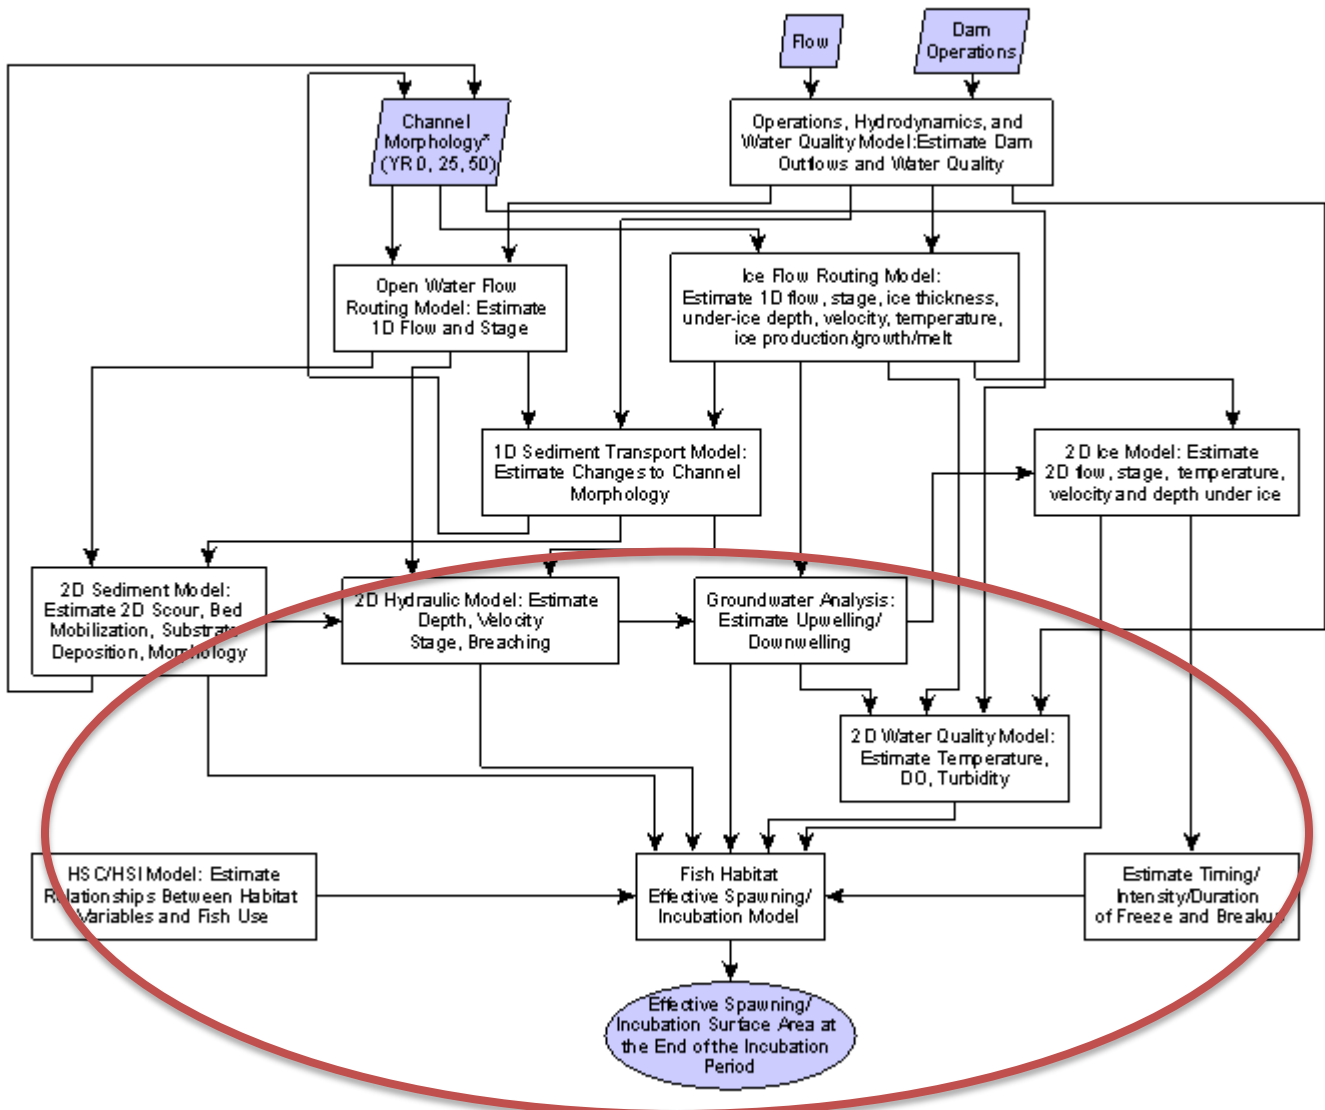 Flow
Dam
Operations
Channel
Morphology*
(YR 0, 25, 50)
Operations, Hydrodynamics, and
Water Quality Model:Estimate Dam
Outflows and Water Quality
Open Water Flow
Routing Model: Estimate
1D Flow and Stage
Ice Flow Routing Model:
Estimate 1D flow, stage, ice thickness,
under-ice depth, velocity, temperature,
ice production/growth/melt
1D Sediment Transport Model:
Estimate Changes to Channel
Morphology
2D Ice Model: Estimate
2D flow, stage, temperature,
velocity and depth under ice
2D Sediment Model:
Estimate 2D Scour, Bed
Mobilization, Substrate
Deposition, Morphology
2D Hydraulic Model: Estimate
Depth, Velocity
Stage, Breaching
Groundwater Analysis:
Estimate Upwelling/
Downwelling
2D Water Quality Model:
Estimate Temperature,
DO, Turbidity
HSC/HSI Model: Estimate
Relationships Between Habitat
Variables and Fish Use
Fish Habitat
Effective Spawning/
Incubation Model
Estimate Timing/
Intensity/Duration
of Freeze and Breakup
Effective Spawning/
Incubation Surface Area at
the End of the Incubation
Period